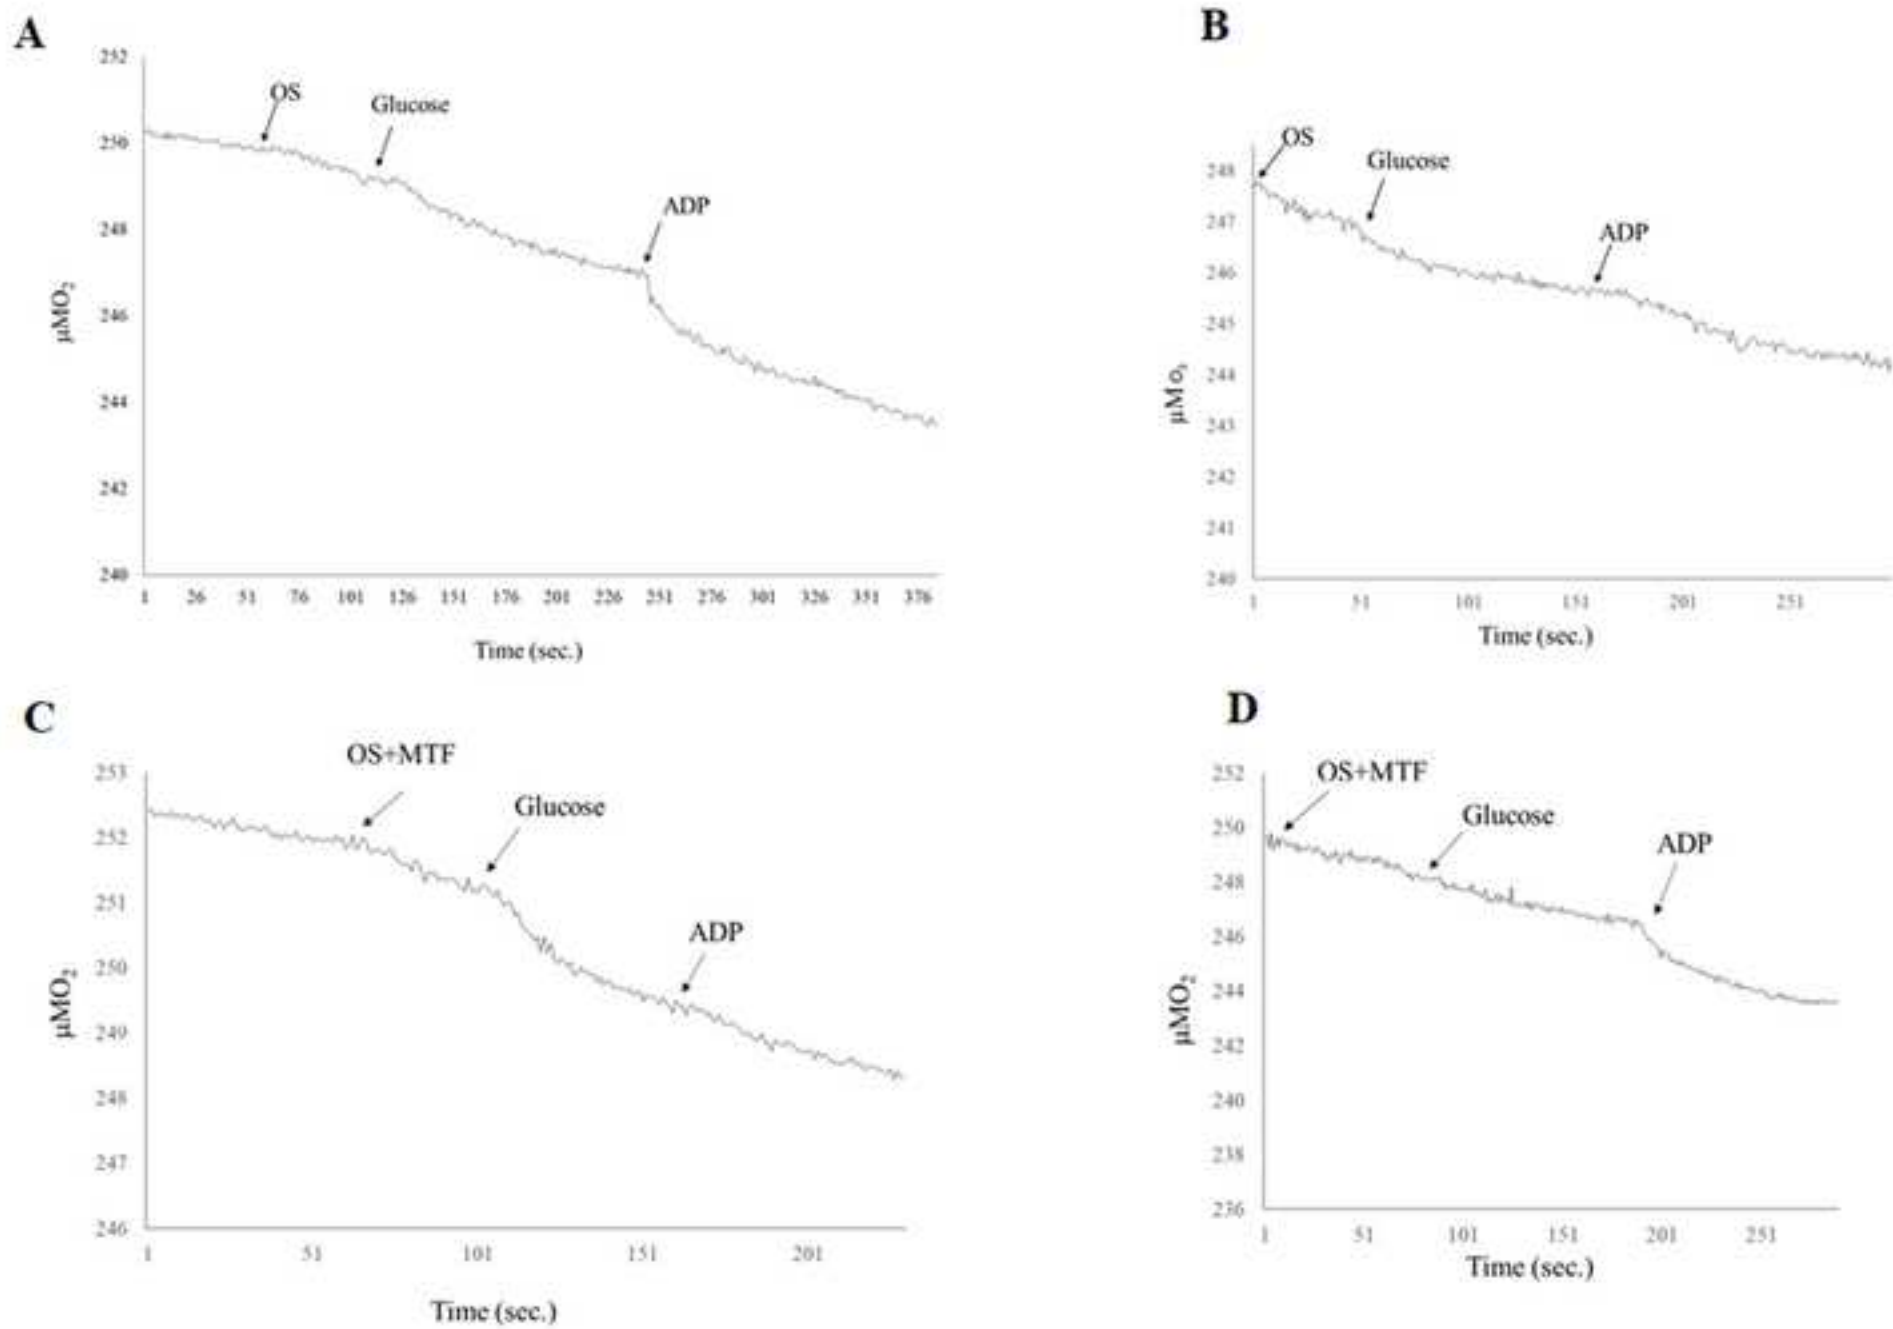 A
252
250
248
246
244
242
240
OS
Glucose
ADP
µMO2
1 26 51 76 101 126 151 176 201 226 251 276 301 326 351 376
Time (sec.)
B
248
247
246
245
244
243
242
241
240
OS
Glucose
ADP
µM O2
1 51 101 151 201 251
Time (sec.)
C
253
252
251
250
249
248
247
246
OS+MTF
Glucose
ADP
µMO2
1 51 101 151 201
Time (sec.)
D
252
250
248
246
244
242
240
238
236
OS+MTF
Glucose
ADP
µMO2
1 51 101 151 201 251
Time (sec.)